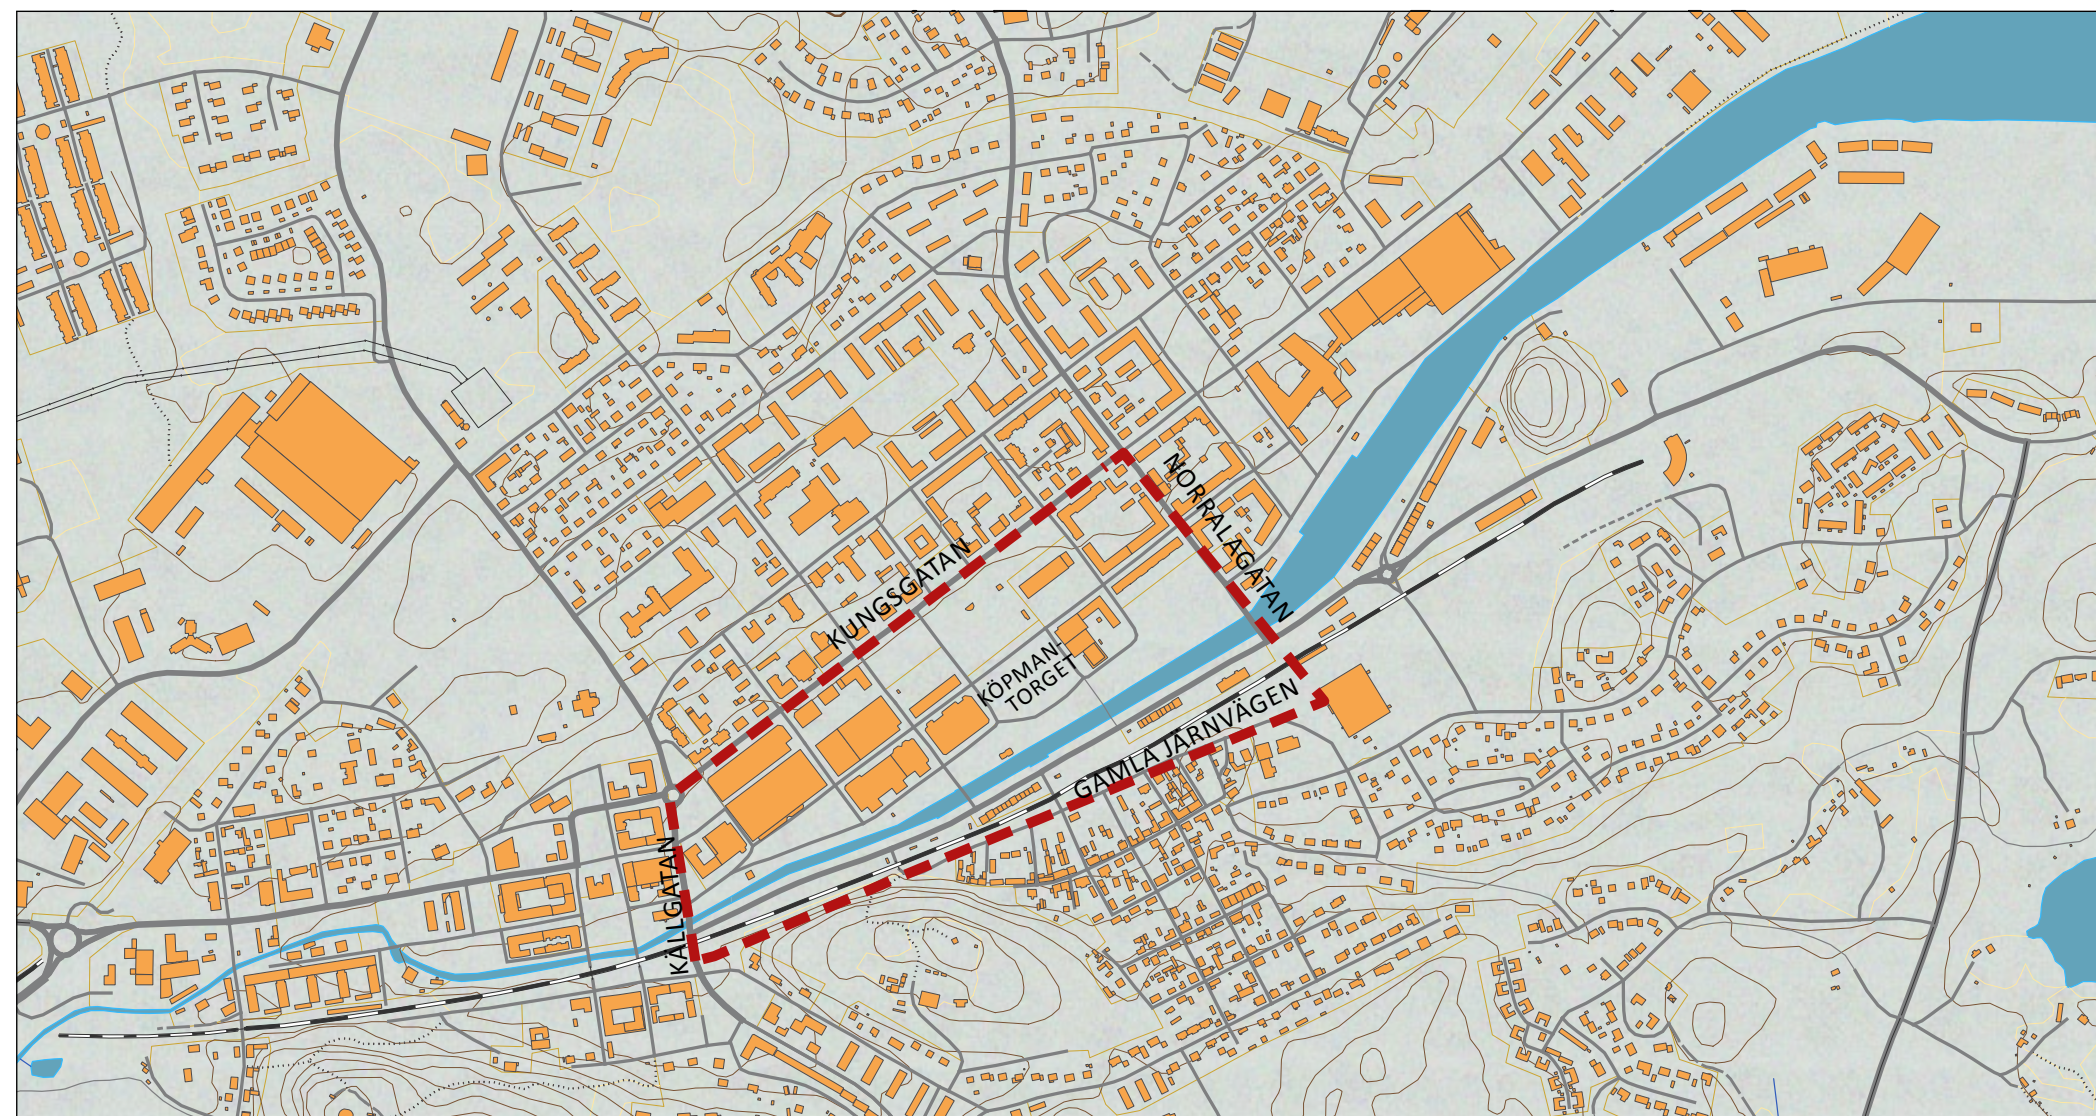 NORRALAGATAN
KUNGSGATAN
KÖPMAN-
TORGET
GAMLA JÄRNVÄGEN
KÄLLGATAN